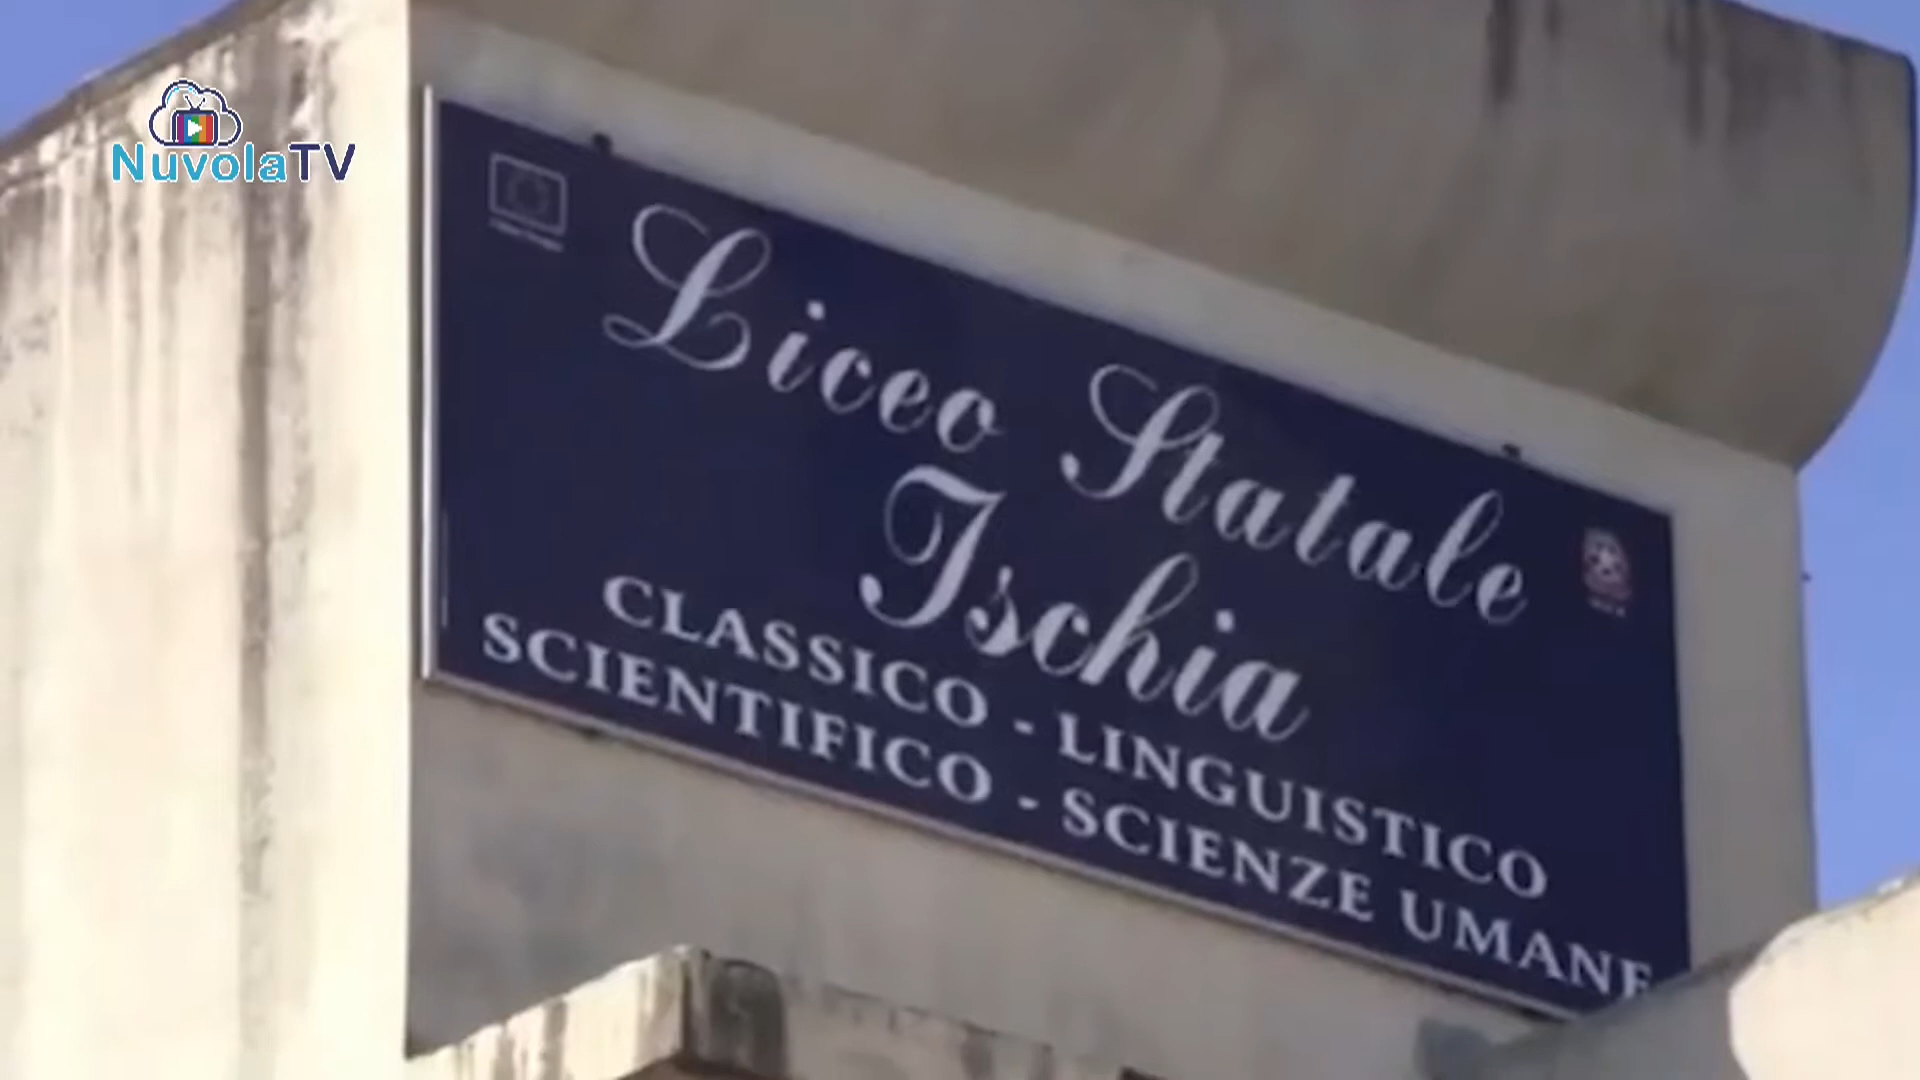 NuvolaTV
Liceo Statale
Ischia
CLASSICO - LINGUISTICO
SCIENTIFICO - SCIENZE UMANE